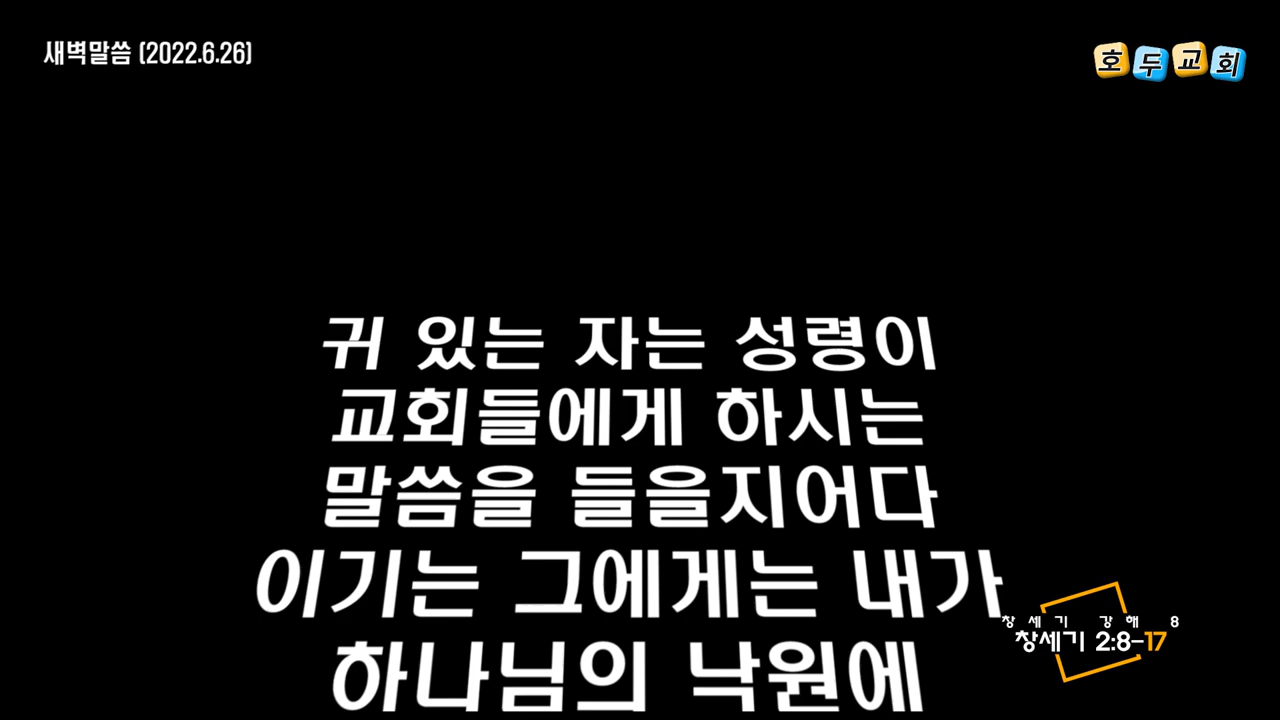 새벽말씀 (2022.6.26)
호두교회
귀 있는 자는 성령이
교회들에게 하시는
말씀을 들을지어다
이기는 그에게는 내가
하나님의 낙원에
창세기 강해 8
창세기 2:8-17